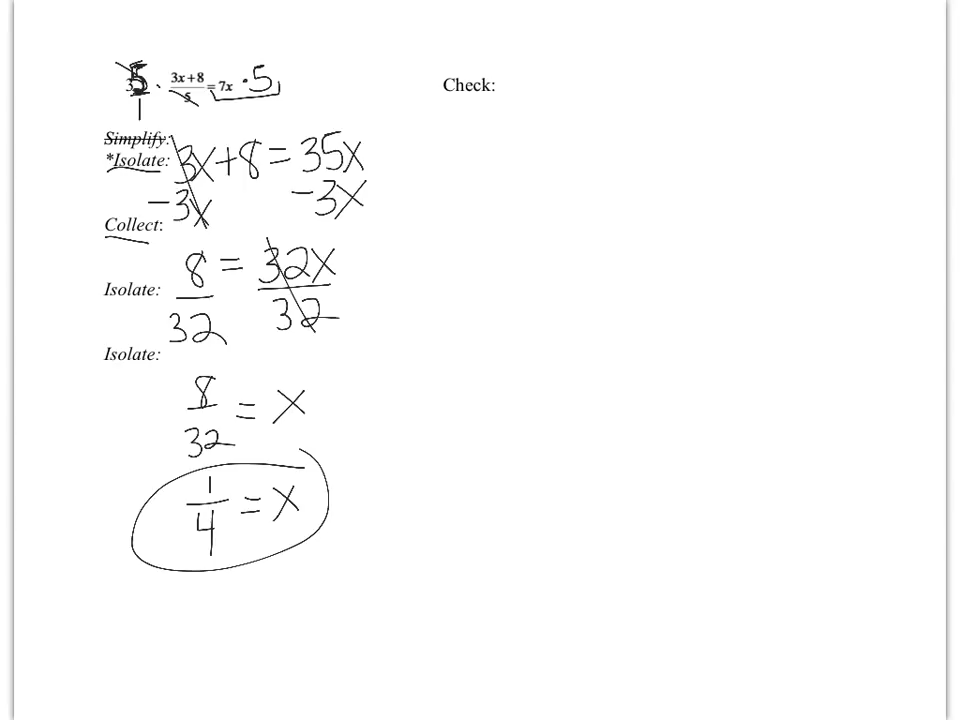 5/1 · (3x+8)/5 = 7x · 5
Check:
Simplify:
*Isolate: 3x+8 = 35x
-3x -3x
Collect:
8/32 = 32x/32
Isolate:
Isolate:
8/32 = x
1/4 = x